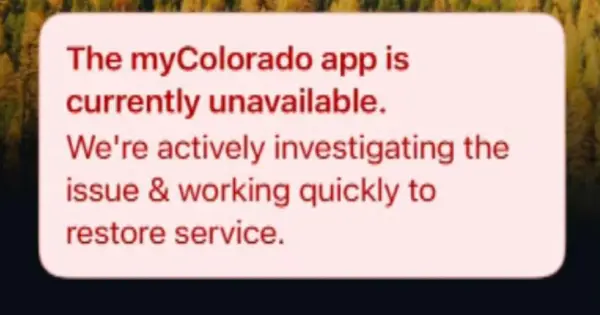 The myColorado app is
currently unavailable.
We're actively investigating the
issue & working quickly to
restore service.